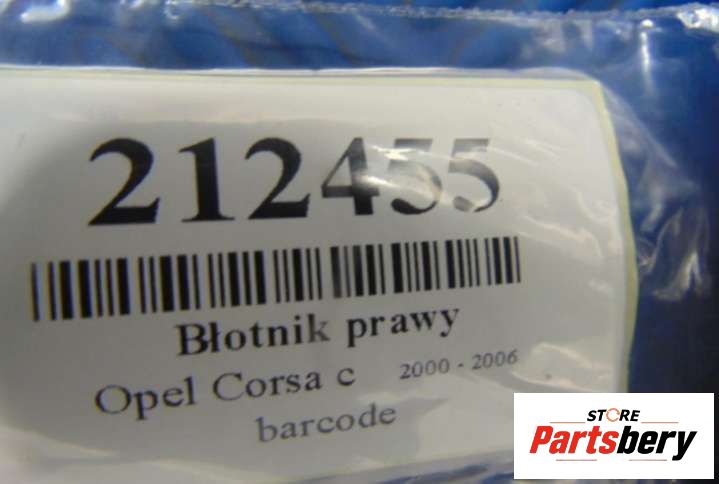 212455
Błotnik prawy
Opel Corsa c 2000 - 2006
barcode
STORE
Partsbery